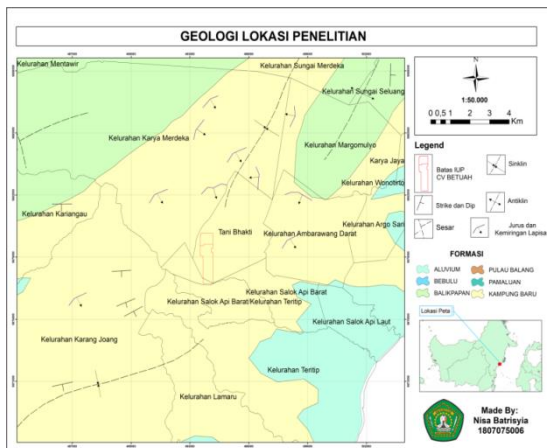 GEOLOGI LOKASI PENELITIAN
Kelurahan Mentawir
Kelurahan Sungai Merdeka
Kelurahan Sungai Seluang
Kelurahan Karya Merdeka
Kelurahan Margomulyo
Karya Jaya
Kelurahan Wonotirto
Kelurahan Kariangau
Kelurahan Argo Sari
Tani Bhakti
Kelurahan Ambarawang Darat
Kelurahan Salok Api Barat
Kelurahan Salok Api Barat
Kelurahan Teritip
Kelurahan Salok Api Laut
Kelurahan Karang Joang
Kelurahan Teritip
Kelurahan Lamaru
N
1:50.000
0 0,5 1 2 3 4
Km
Legend
Batas IUP
CV BETUAH
Sinklin
Strike dan Dip
Antiklin
Sesar
Jurus dan
Kemiringan Lapisa
FORMASI
ALUVIUM
PULAU BALANG
BEBULU
PAMALUAN
BALIKPAPAN
KAMPUNG BARU
Lokasi Peta
Made By:
Nisa Batrisyia
1807075006